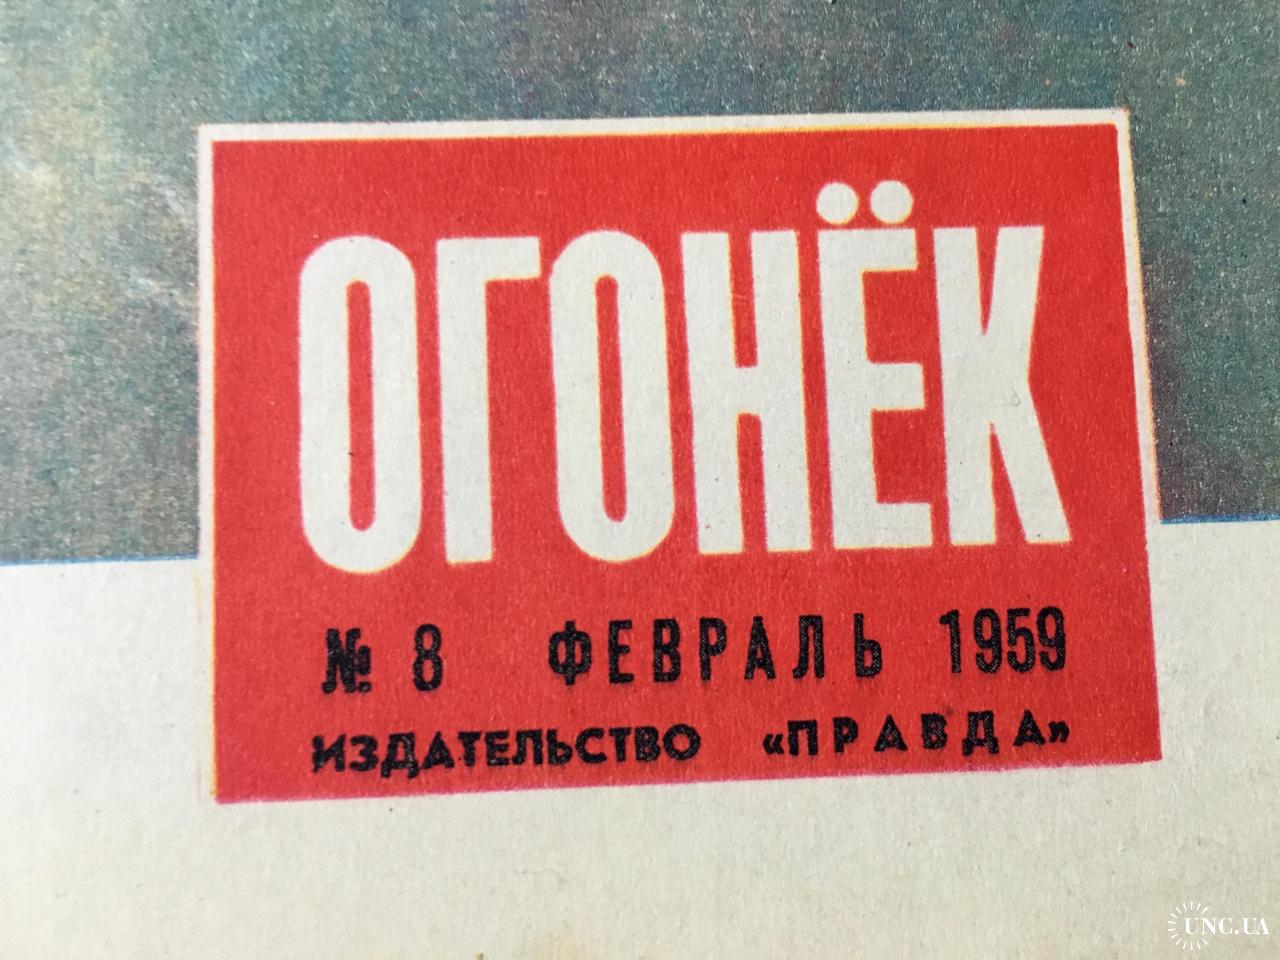 ОГОНЁК
№ 8 ФЕВРАЛЬ 1959
ИЗДАТЕЛЬСТВО «ПРАВДА»
UNC.UA